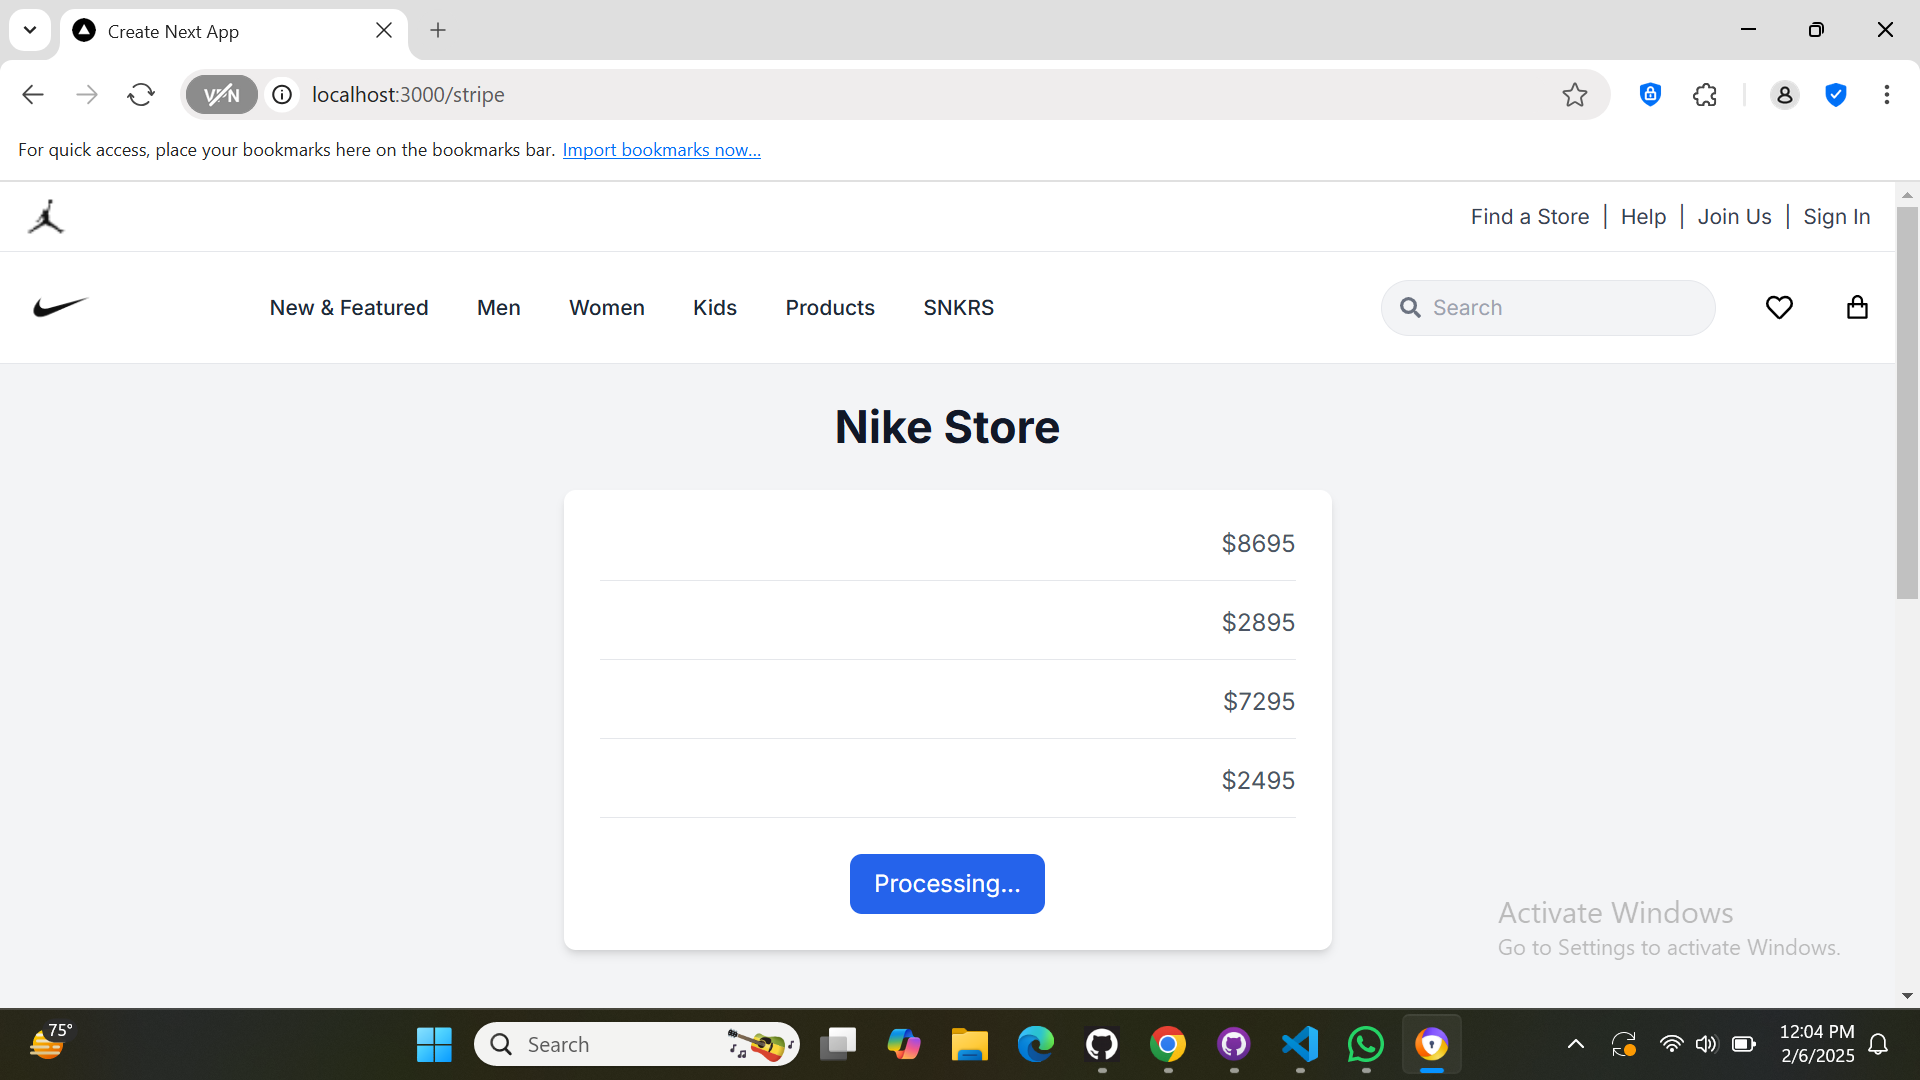 Create Next App
VPN
localhost:3000/stripe
For quick access, place your bookmarks here on the bookmarks bar. Import bookmarks now...
Find a Store | Help | Join Us | Sign In
New & Featured Men Women Kids Products SNKRS Search
Nike Store
$8695
$2895
$7295
$2495
Processing...
Activate Windows
Go to Settings to activate Windows.
75°
Search
12:04 PM
2/6/2025